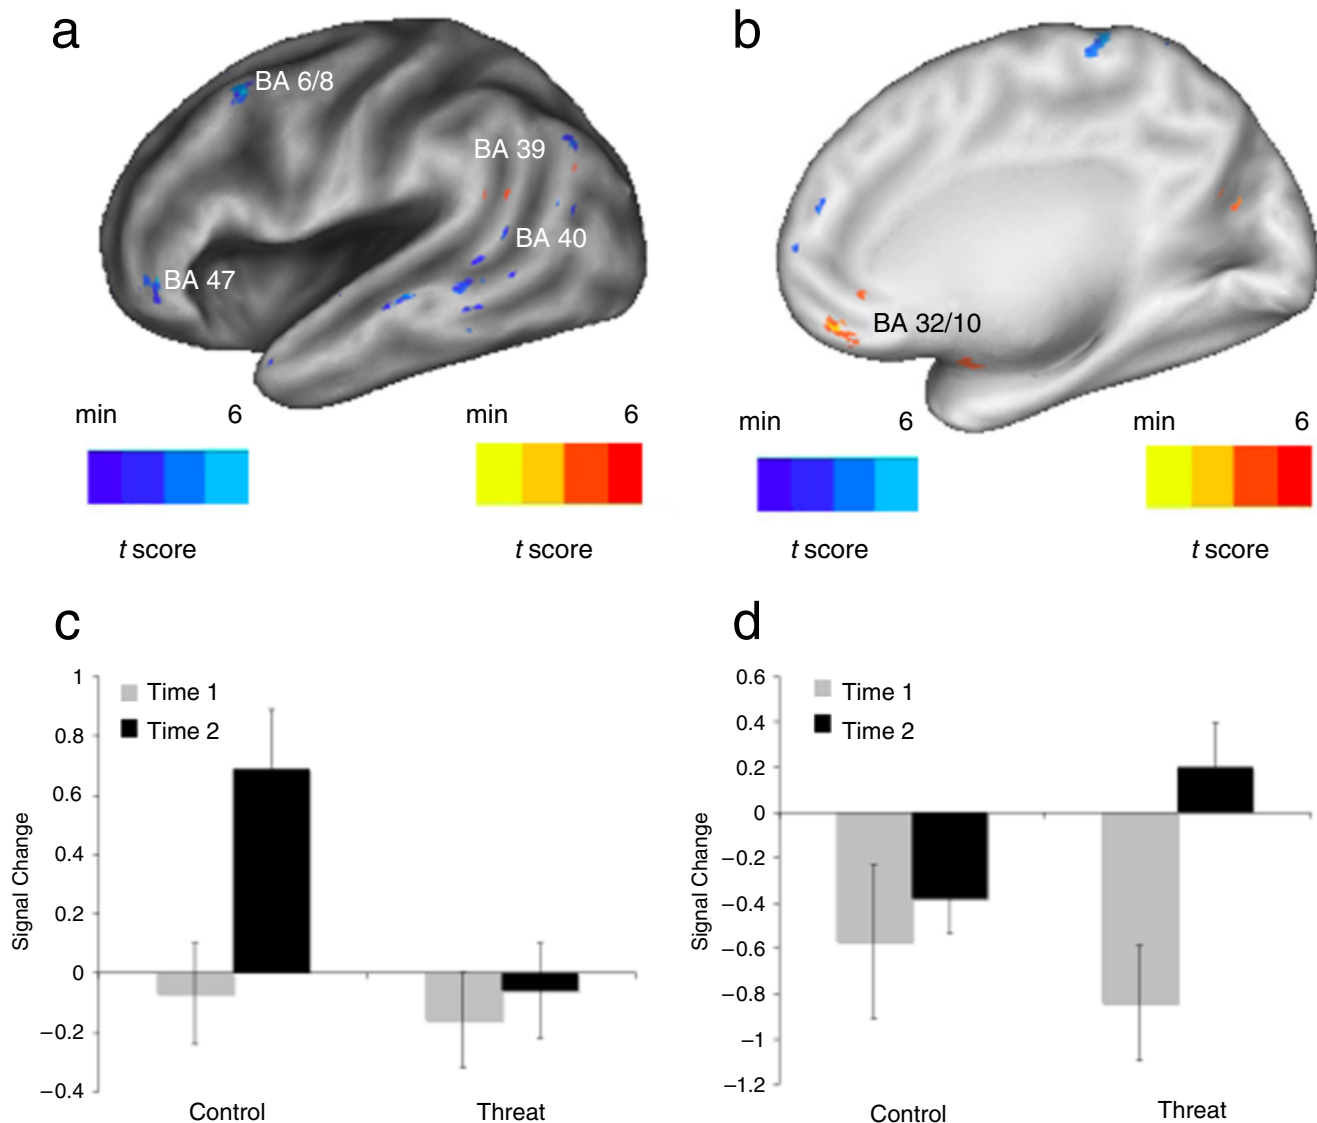 a
BA 6/8
BA 39
BA 40
BA 47
min 6
min 6
t score
t score
b
BA 32/10
min 6
min 6
t score
t score
c
Time 1
Time 2
Signal Change
1
0.8
0.6
0.4
0.2
0
−0.2
−0.4
Control Threat
d
Time 1
Time 2
Signal Change
0.6
0.4
0.2
0
−0.2
−0.4
−0.6
−0.8
−1
−1.2
Control Threat